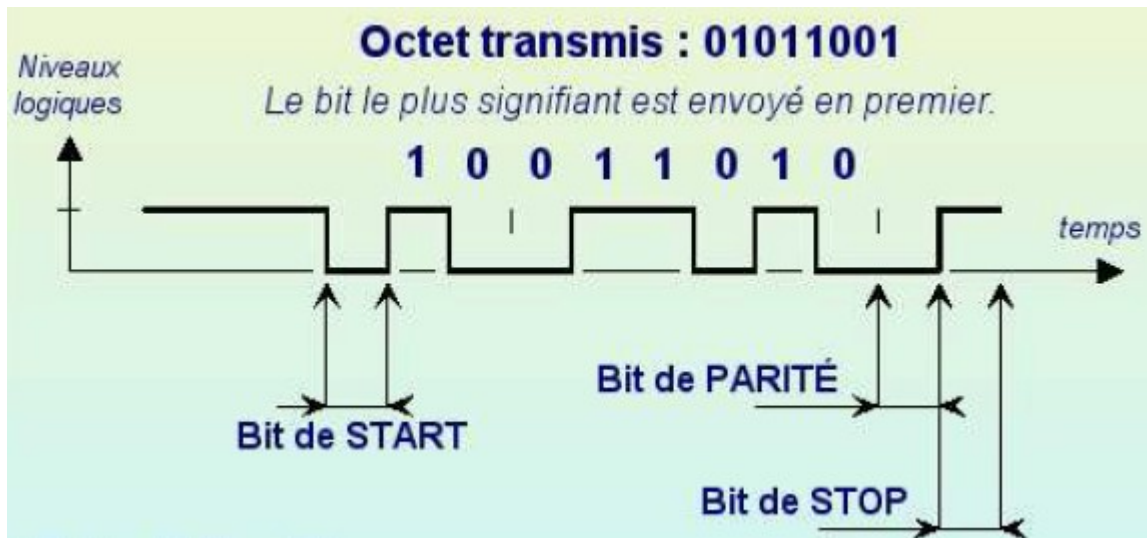 Octet transmis : 01011001
Niveaux
logiques
Le bit le plus signifiant est envoyé en premier.
1 0 0 1 1 0 1 0
temps
Bit de PARITÉ
Bit de START
Bit de STOP